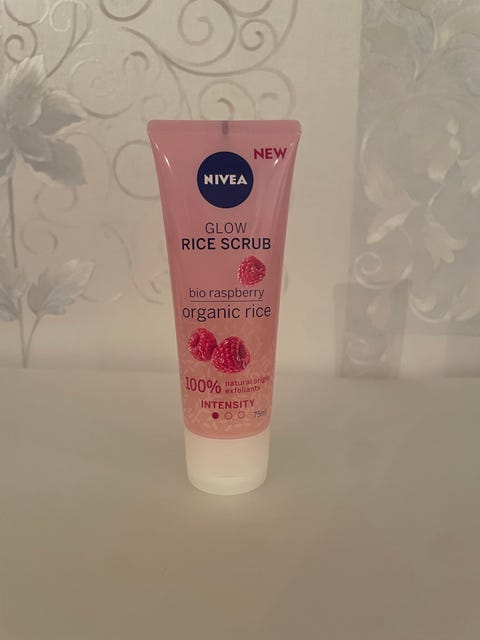 NEW
NIVEA
GLOW
RICE SCRUB
bio raspberry
organic rice
100% natural origin
exfoliants
INTENSITY
75ml